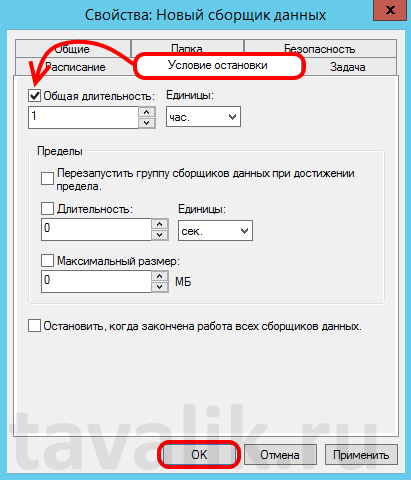 Свойства: Новый сборщик данных
x
Общие Папка Безопасность
Расписание Условие остановки Задача
Общая длительность: Единицы:
1 час.
Пределы
Перезапустить группу сборщиков данных при достижении
предела.
Длительность: Единицы:
0 сек.
Максимальный размер:
0 МБ
Остановить, когда закончена работа всех сборщиков данных.
tavalik.ru
OK Отмена Применить